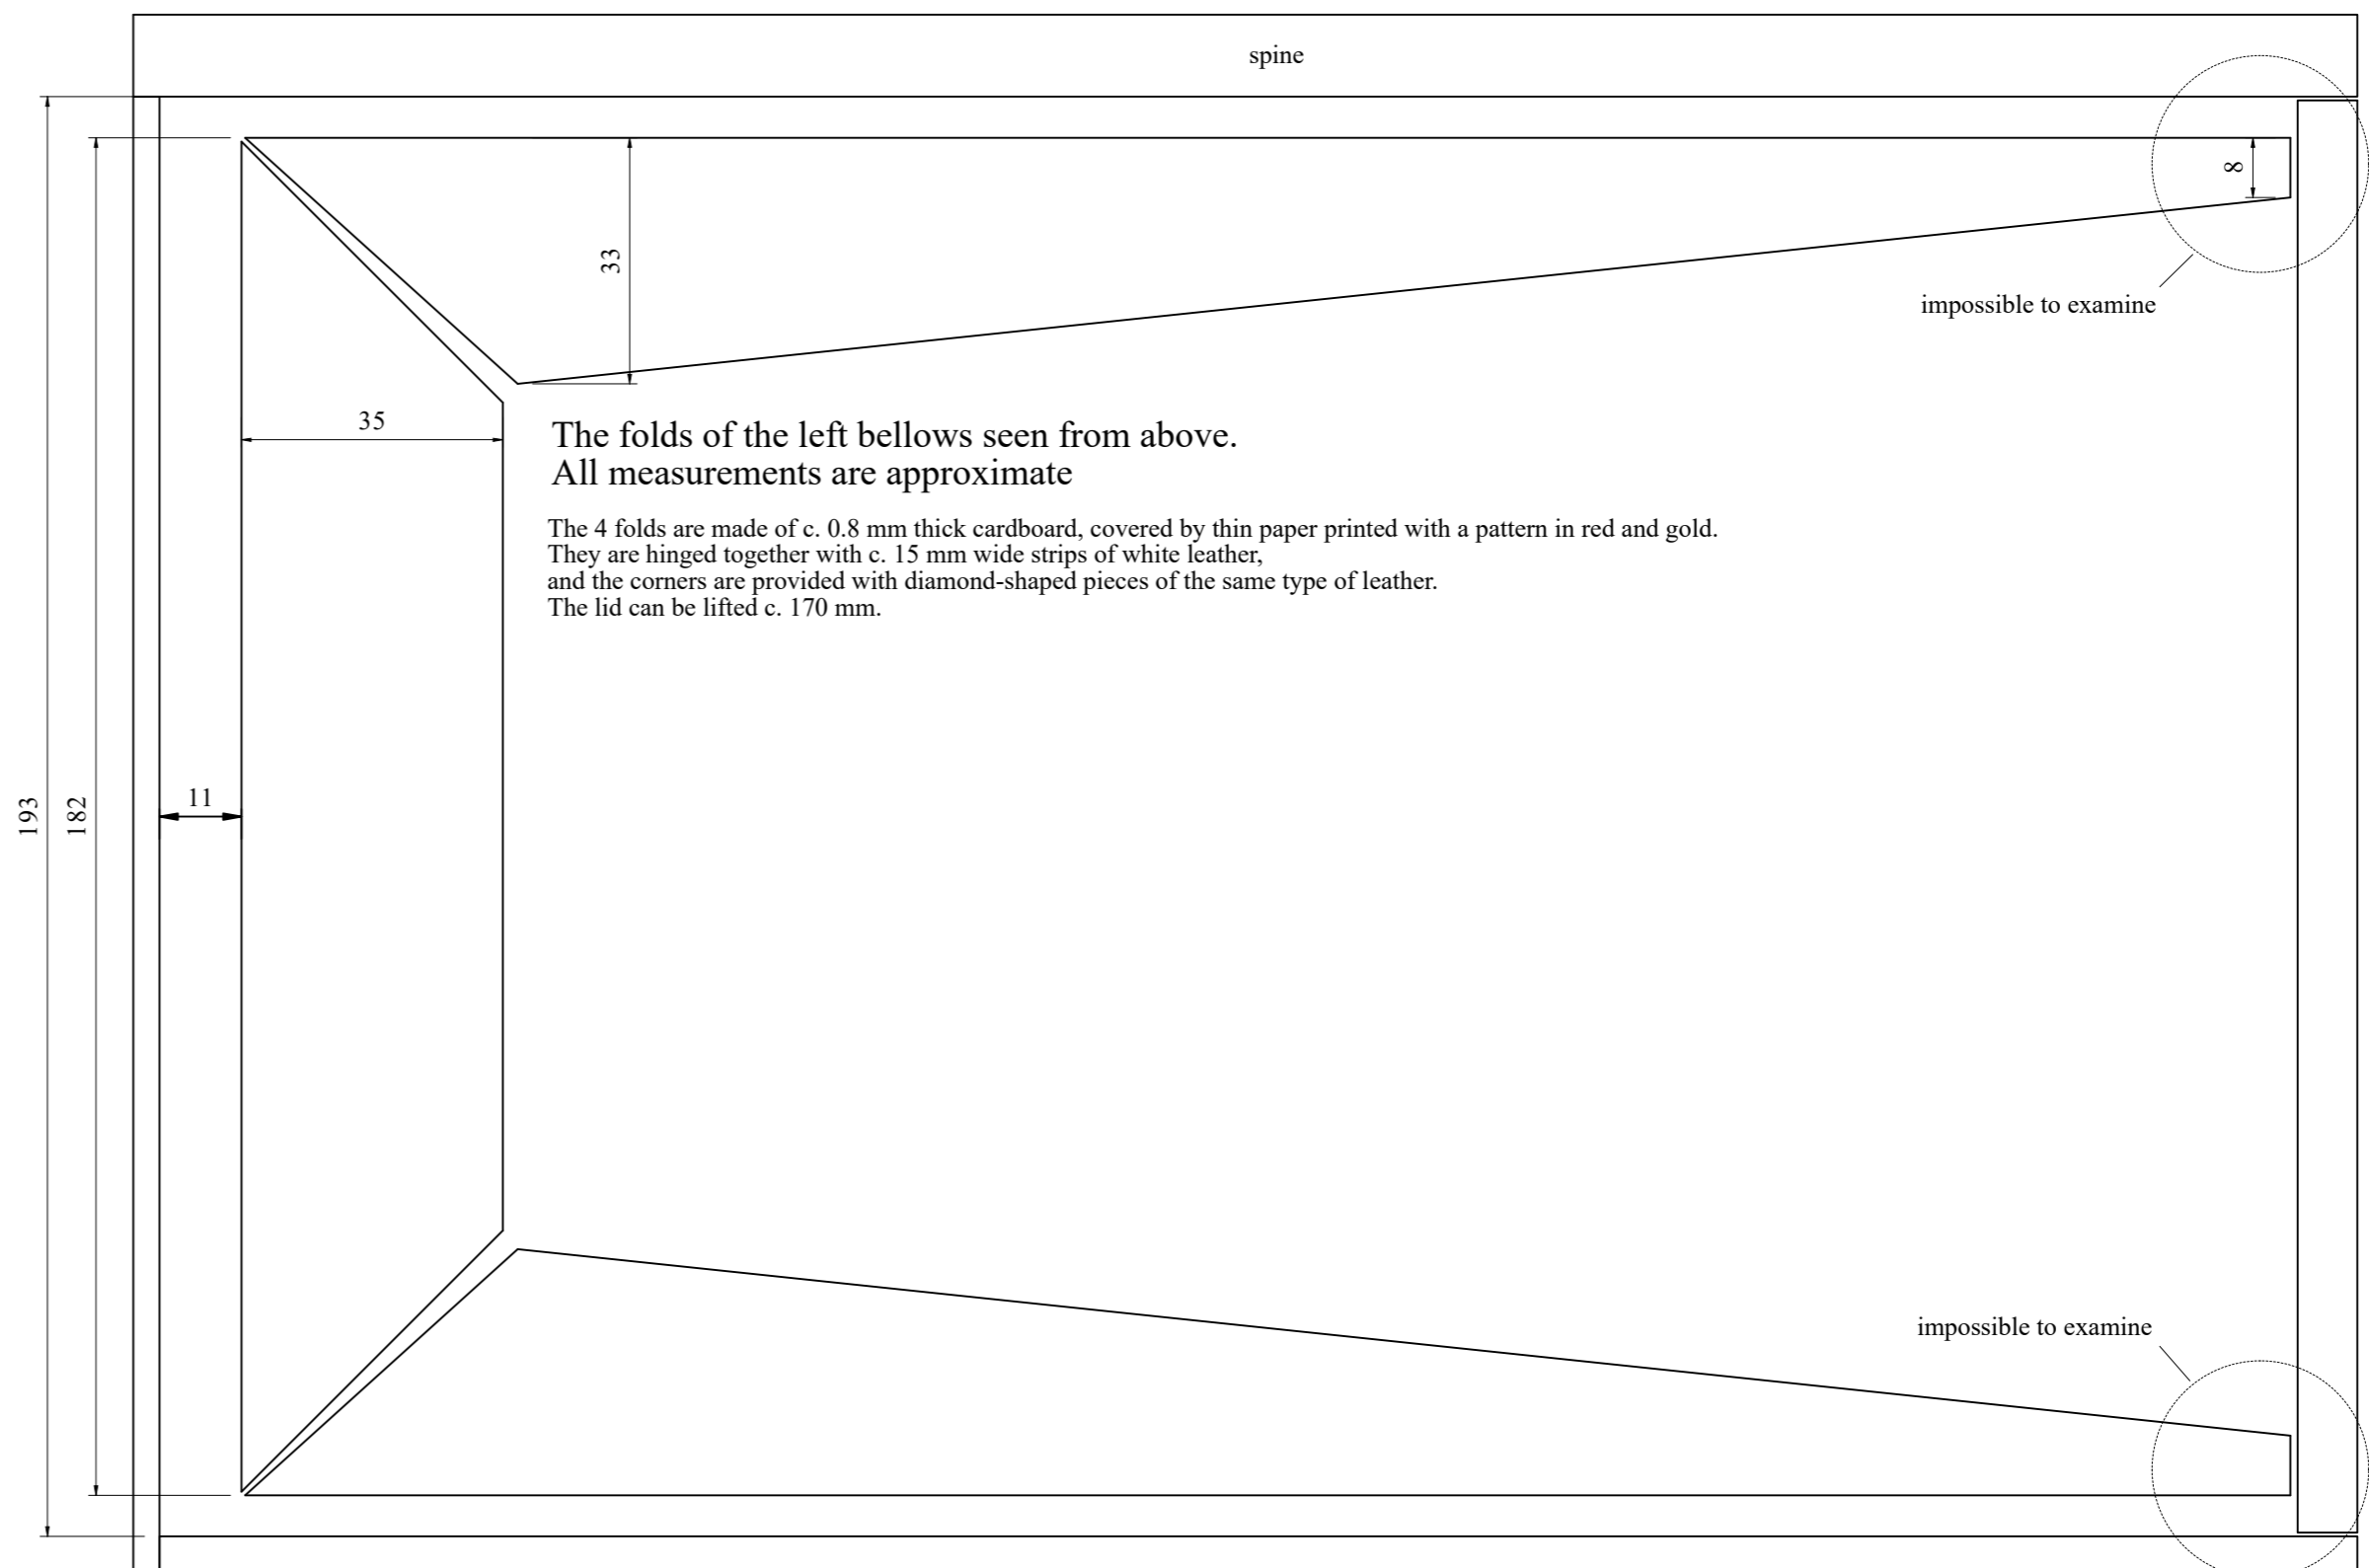 spine
8
33
impossible to examine
35
The folds of the left bellows seen from above.
All measurements are approximate
The 4 folds are made of c. 0.8 mm thick cardboard, covered by thin paper printed with a pattern in red and gold.
They are hinged together with c. 15 mm wide strips of white leather,
and the corners are provided with diamond-shaped pieces of the same type of leather.
The lid can be lifted c. 170 mm.
11
193
182
impossible to examine